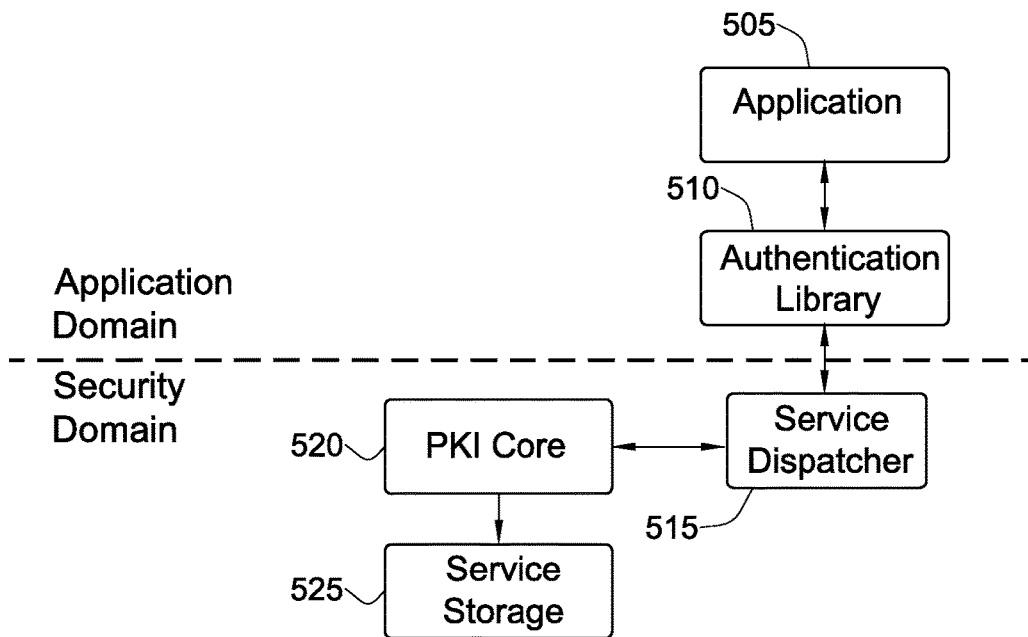 505
Application
510
Authentication
Library
Application
Domain
Security
Domain
520
PKI Core
Service
Dispatcher
515
525
Service
Storage